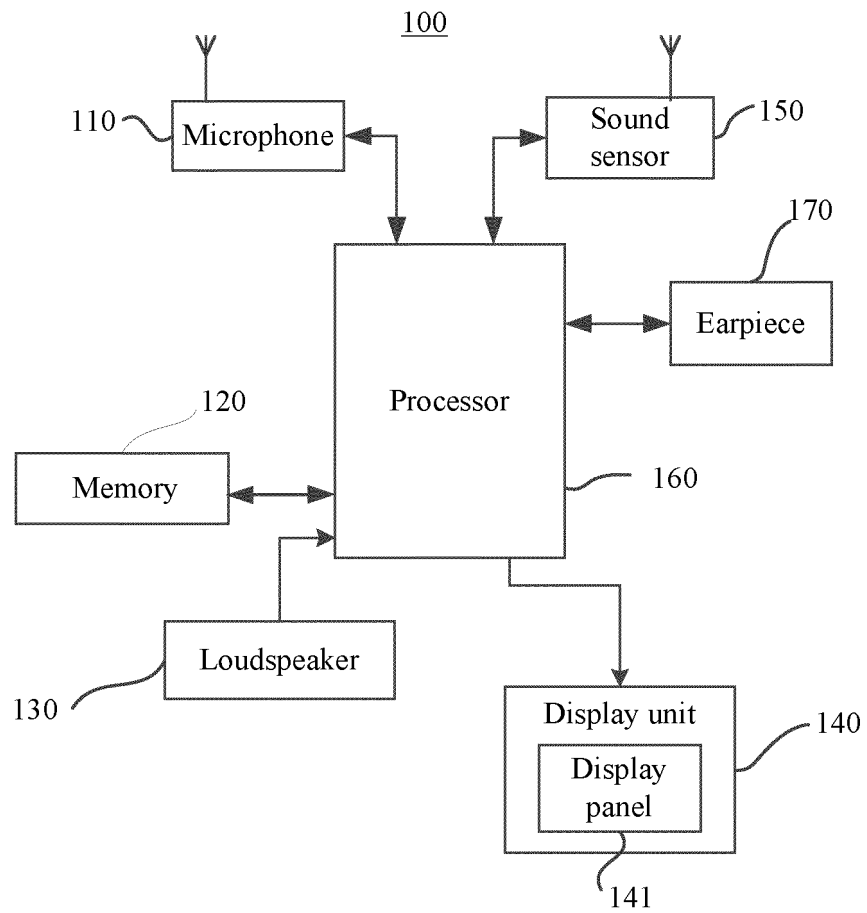 100
110
Microphone
Sound
sensor
150
170
Earpiece
Processor
120
Memory
160
Loudspeaker
130
Display unit
140
Display
panel
141